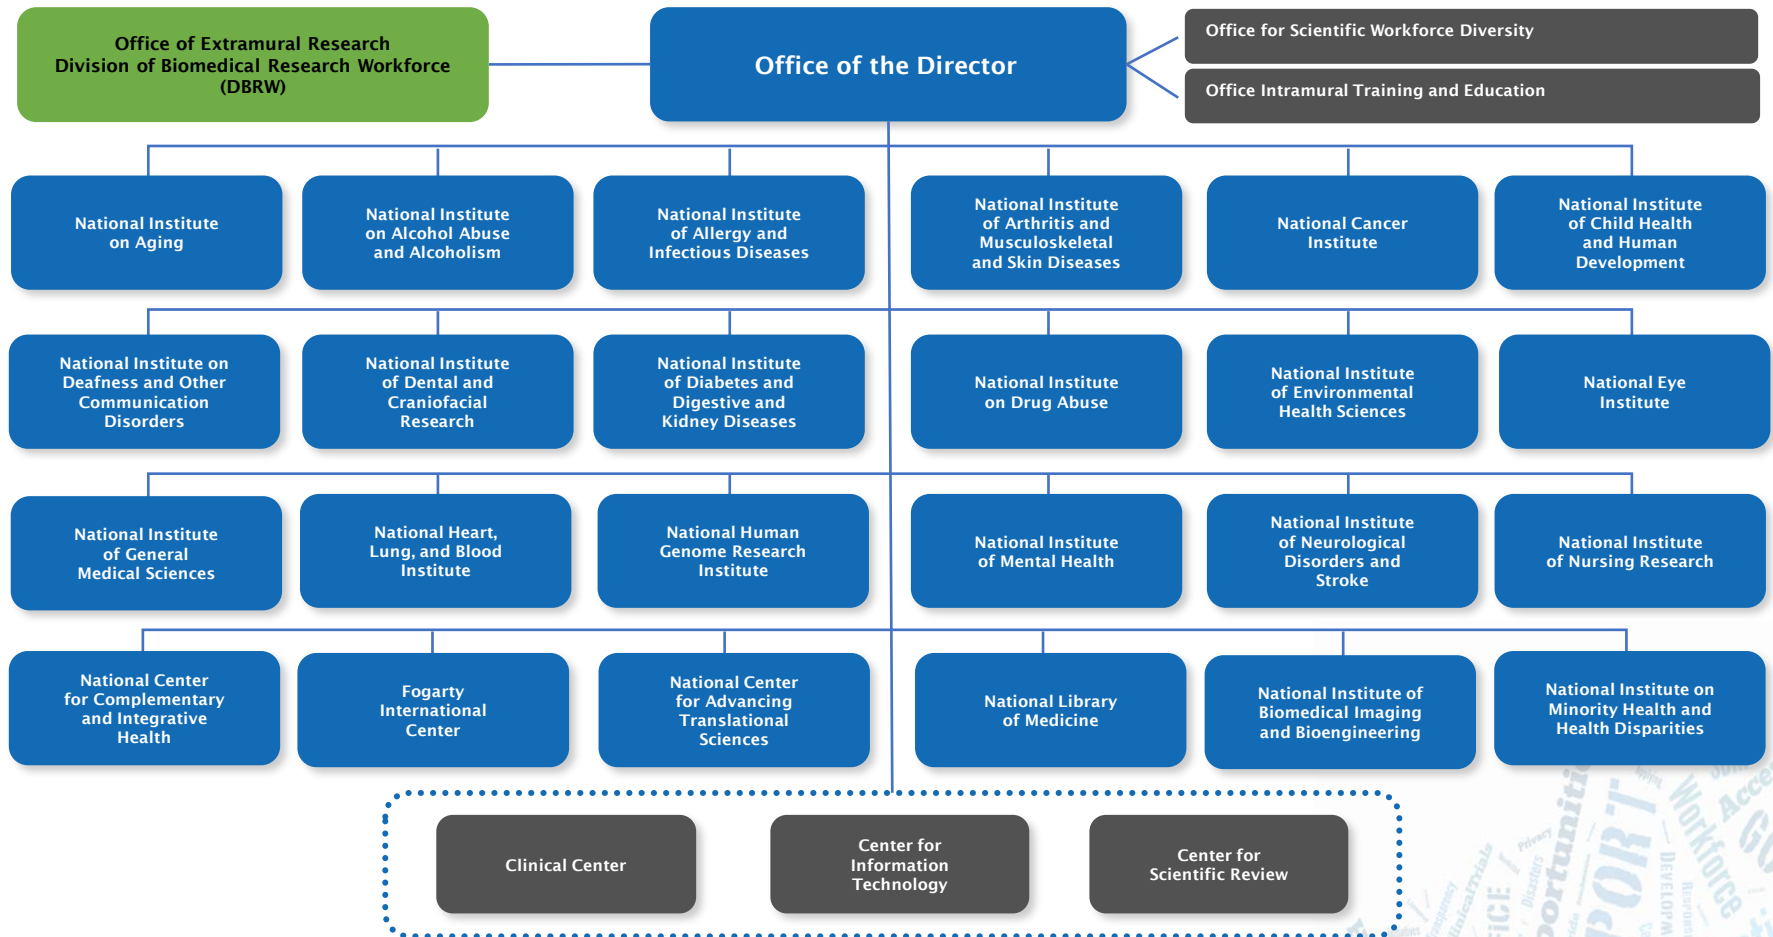 Office of Extramural Research
Division of Biomedical Research Workforce
(DBRW)
Office of the Director
Office for Scientific Workforce Diversity
Office Intramural Training and Education
National Institute
on Aging
National Institute
on Alcohol Abuse
and Alcoholism
National Institute
of Allergy and
Infectious Diseases
National Institute
of Arthritis and
Musculoskeletal
and Skin Diseases
National Cancer
Institute
National Institute
of Child Health
and Human
Development
National Institute on
Deafness and Other
Communication
Disorders
National Institute
of Dental and
Craniofacial
Research
National Institute
of Diabetes and
Digestive and
Kidney Diseases
National Institute
on Drug Abuse
National Institute
of Environmental
Health Sciences
National Eye
Institute
National Institute
of General
Medical Sciences
National Heart,
Lung, and Blood
Institute
National Human
Genome Research
Institute
National Institute
of Mental Health
National Institute
of Neurological
Disorders and
Stroke
National Institute
of Nursing Research
National Center
for Complementary
and Integrative
Health
Fogarty
International
Center
National Center
for Advancing
Translational
Sciences
National Library
of Medicine
National Institute of
Biomedical Imaging
and Bioengineering
National Institute on
Minority Health and
Health Disparities
Clinical Center
Center for
Information
Technology
Center for
Scientific Review
Workforce
Privacy
Disasters